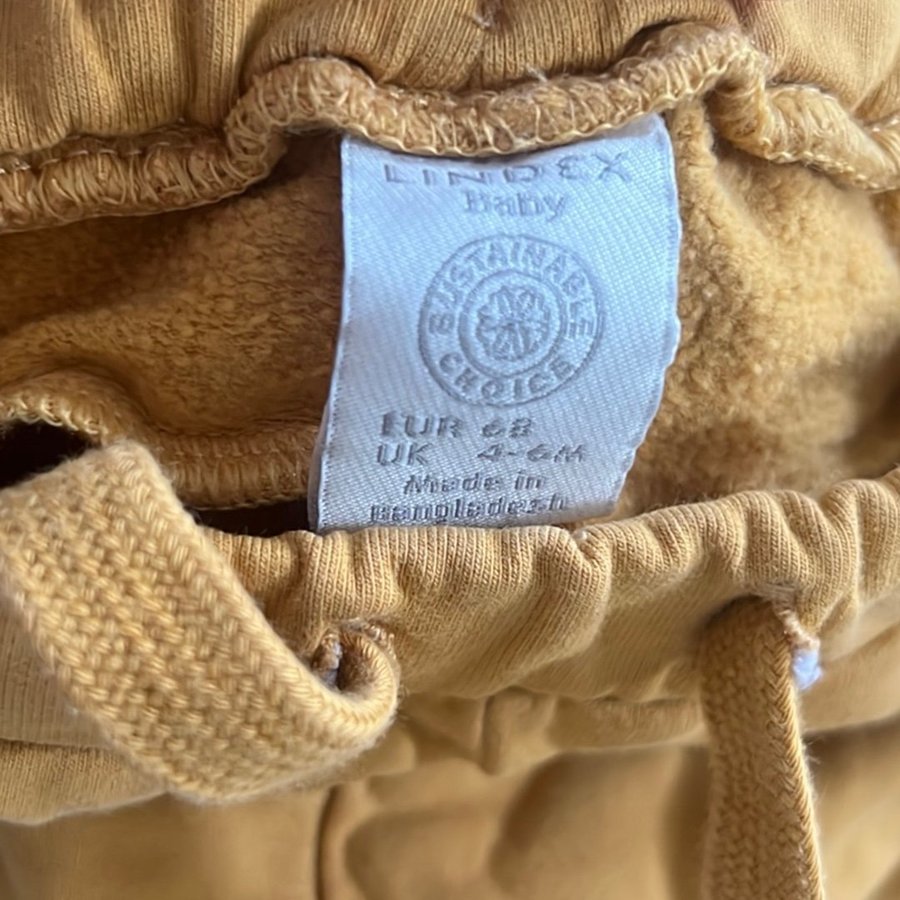 LINDEX
Baby
SUSTAINABLE
CHOICE
EUR 68
UK 4-6M
Made in
Bangladesh